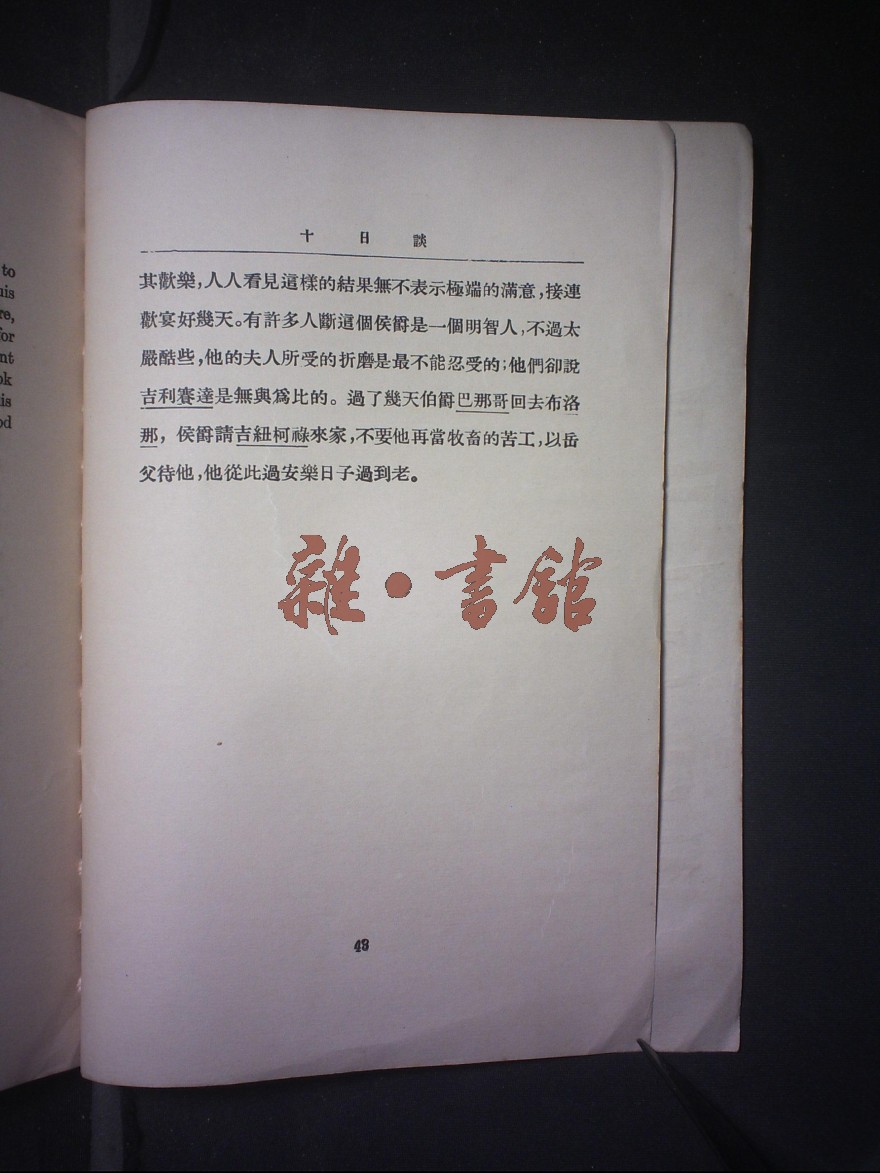 to
re,
for
ok
十日談
其歡樂,人人看見這樣的結果無不表示極端的滿意,接連
歡宴好幾天。有許多人斷這個侯爵是一個明智人,不過太
嚴酷些,他的夫人所受的折磨是最不能忍受的;他們卻說
吉利賽達是無與爲比的。過了幾天伯爵巴那哥回去布洛
那,侯爵請吉紐柯祿來家,不要他再當牧畜的苦工,以岳
父待他,他從此過安樂日子過到老。
雜·書館
43